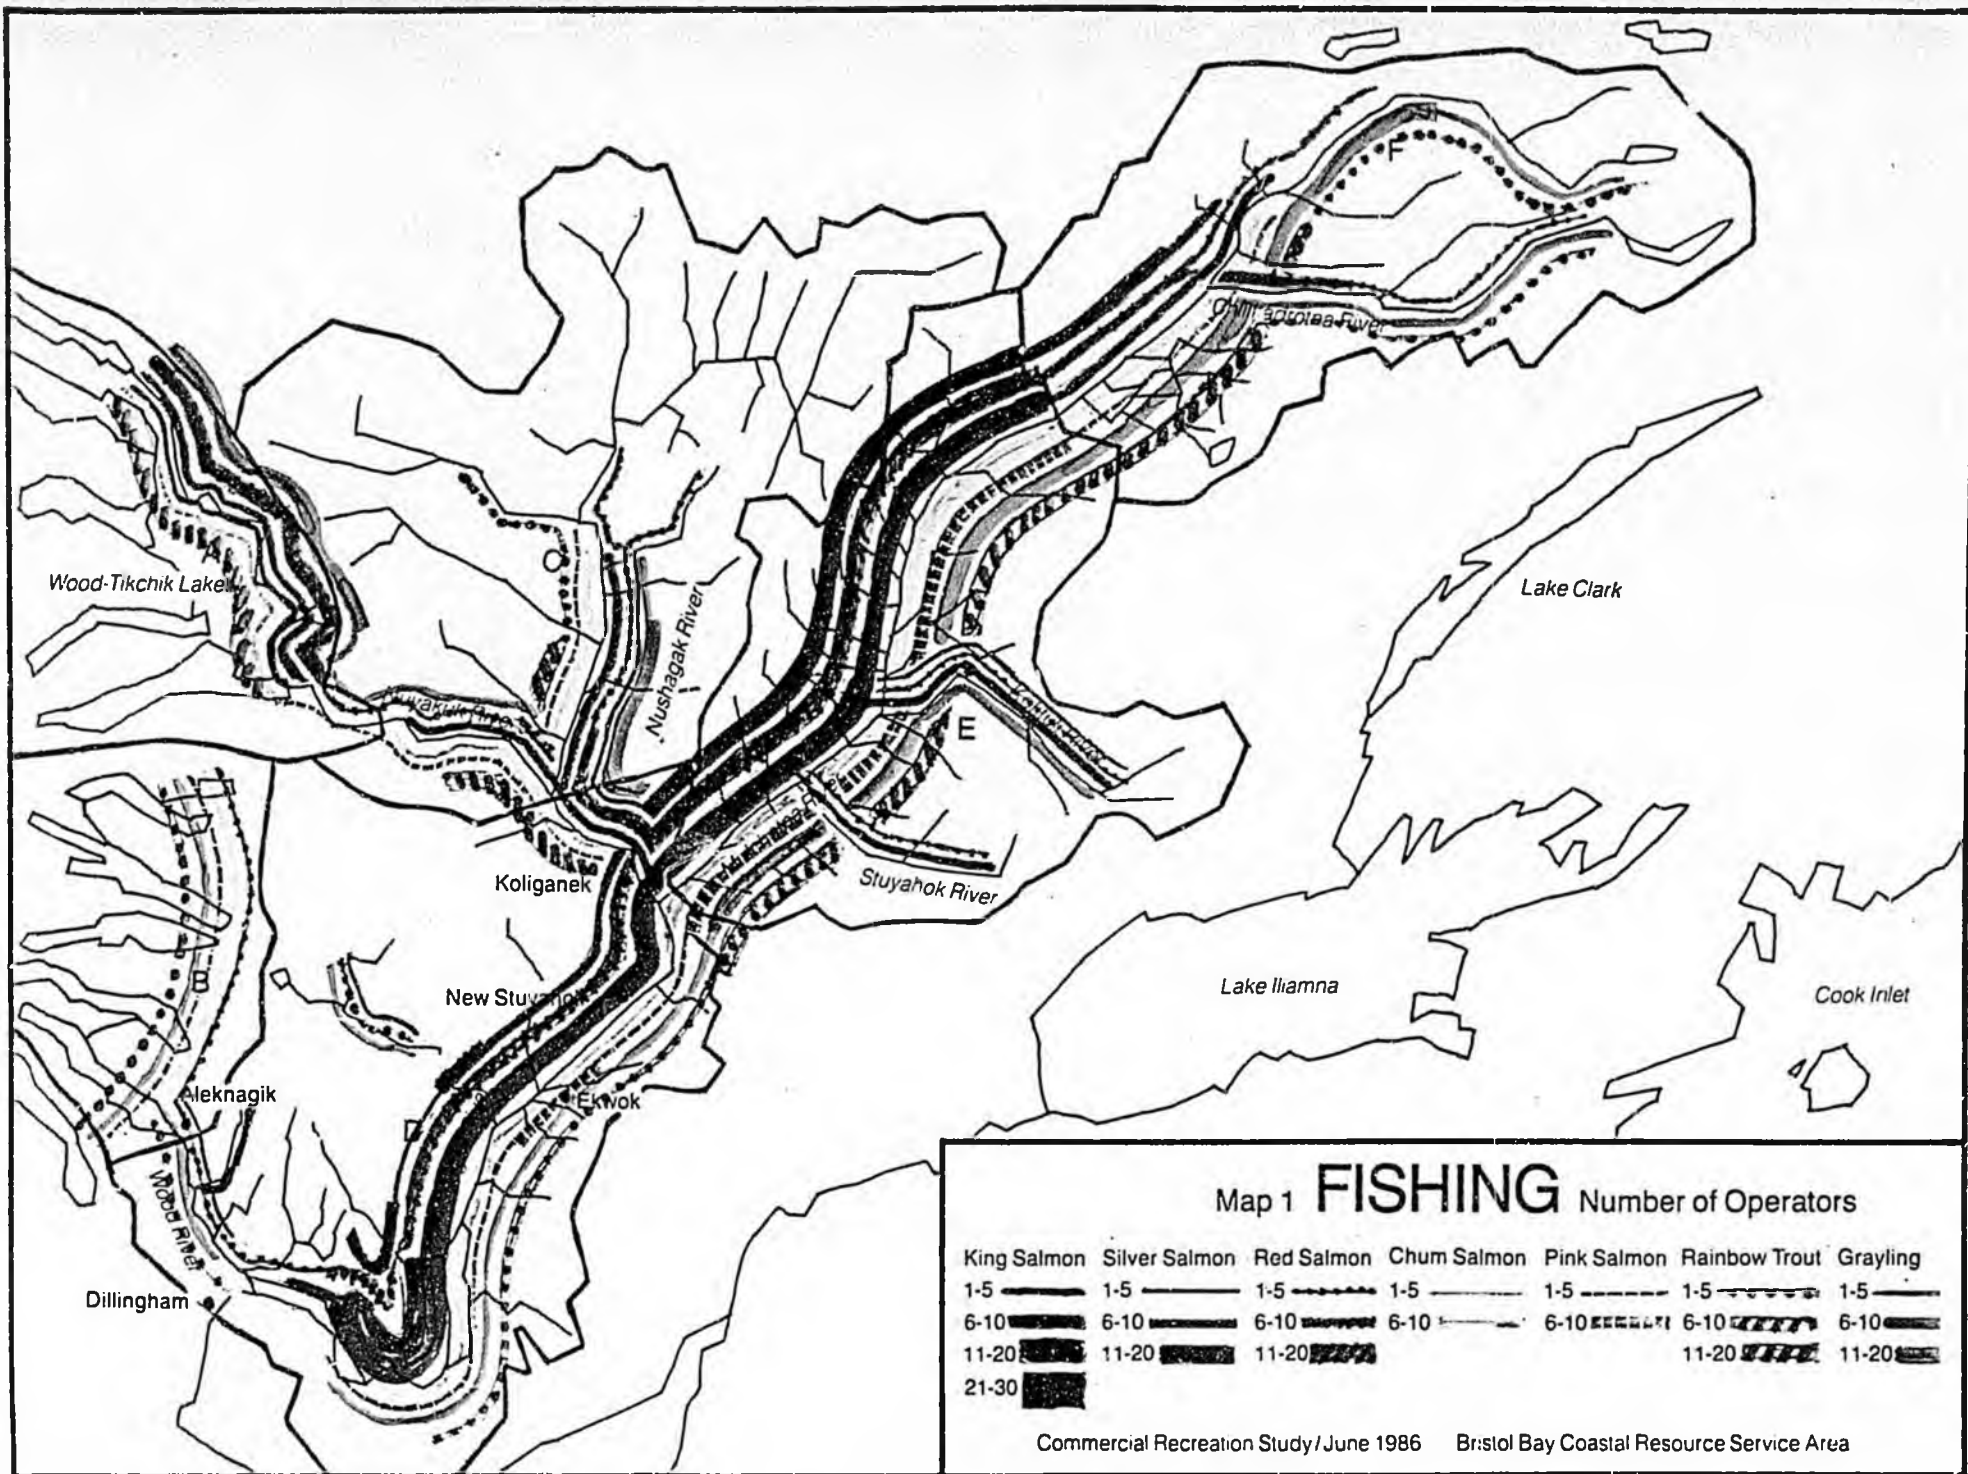 F
Chilikadrotna River
A
Wood-Tikchik Lake
C
Nushagak River
Lake Clark
E
Koliganek
Stuyahok River
B
New Stuyahok
Lake Iliamna
Cook Inlet
Aleknagik
Ekwok
D
Wood River
Dillingham
Map 1 FISHING Number of Operators
King Salmon Silver Salmon Red Salmon Chum Salmon Pink Salmon Rainbow Trout Grayling
1-5 1-5 1-5 1-5 1-5 1-5 1-5
6-10 6-10 6-10 6-10 6-10 6-10 6-10
11-20 11-20 11-20 11-20 11-20
21-30
Commercial Recreation Study/June 1986 Bristol Bay Coastal Resource Service Area